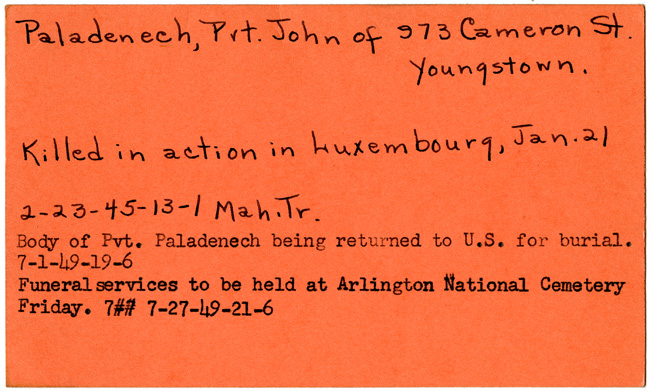 Paladenech, Pvt. John of 973 Cameron St.
Youngstown.
Killed in action in Luxembourg, Jan. 21
2-23-45-13-1 Mah. Tr.
Body of Pvt. Paladenech being returned to U.S. for burial.
7-1-49-19-6
Funeral services to be held at Arlington National Cemetery
Friday. 7## 7-27-49-21-6